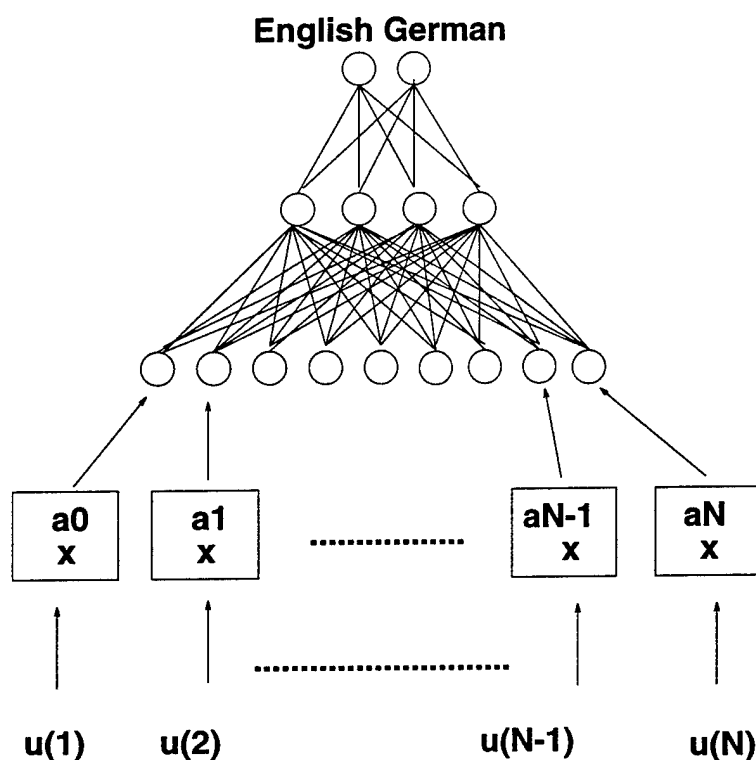 English German
a0 a1 aN-1 aN
x x x x
u(1) u(2) u(N-1) u(N)